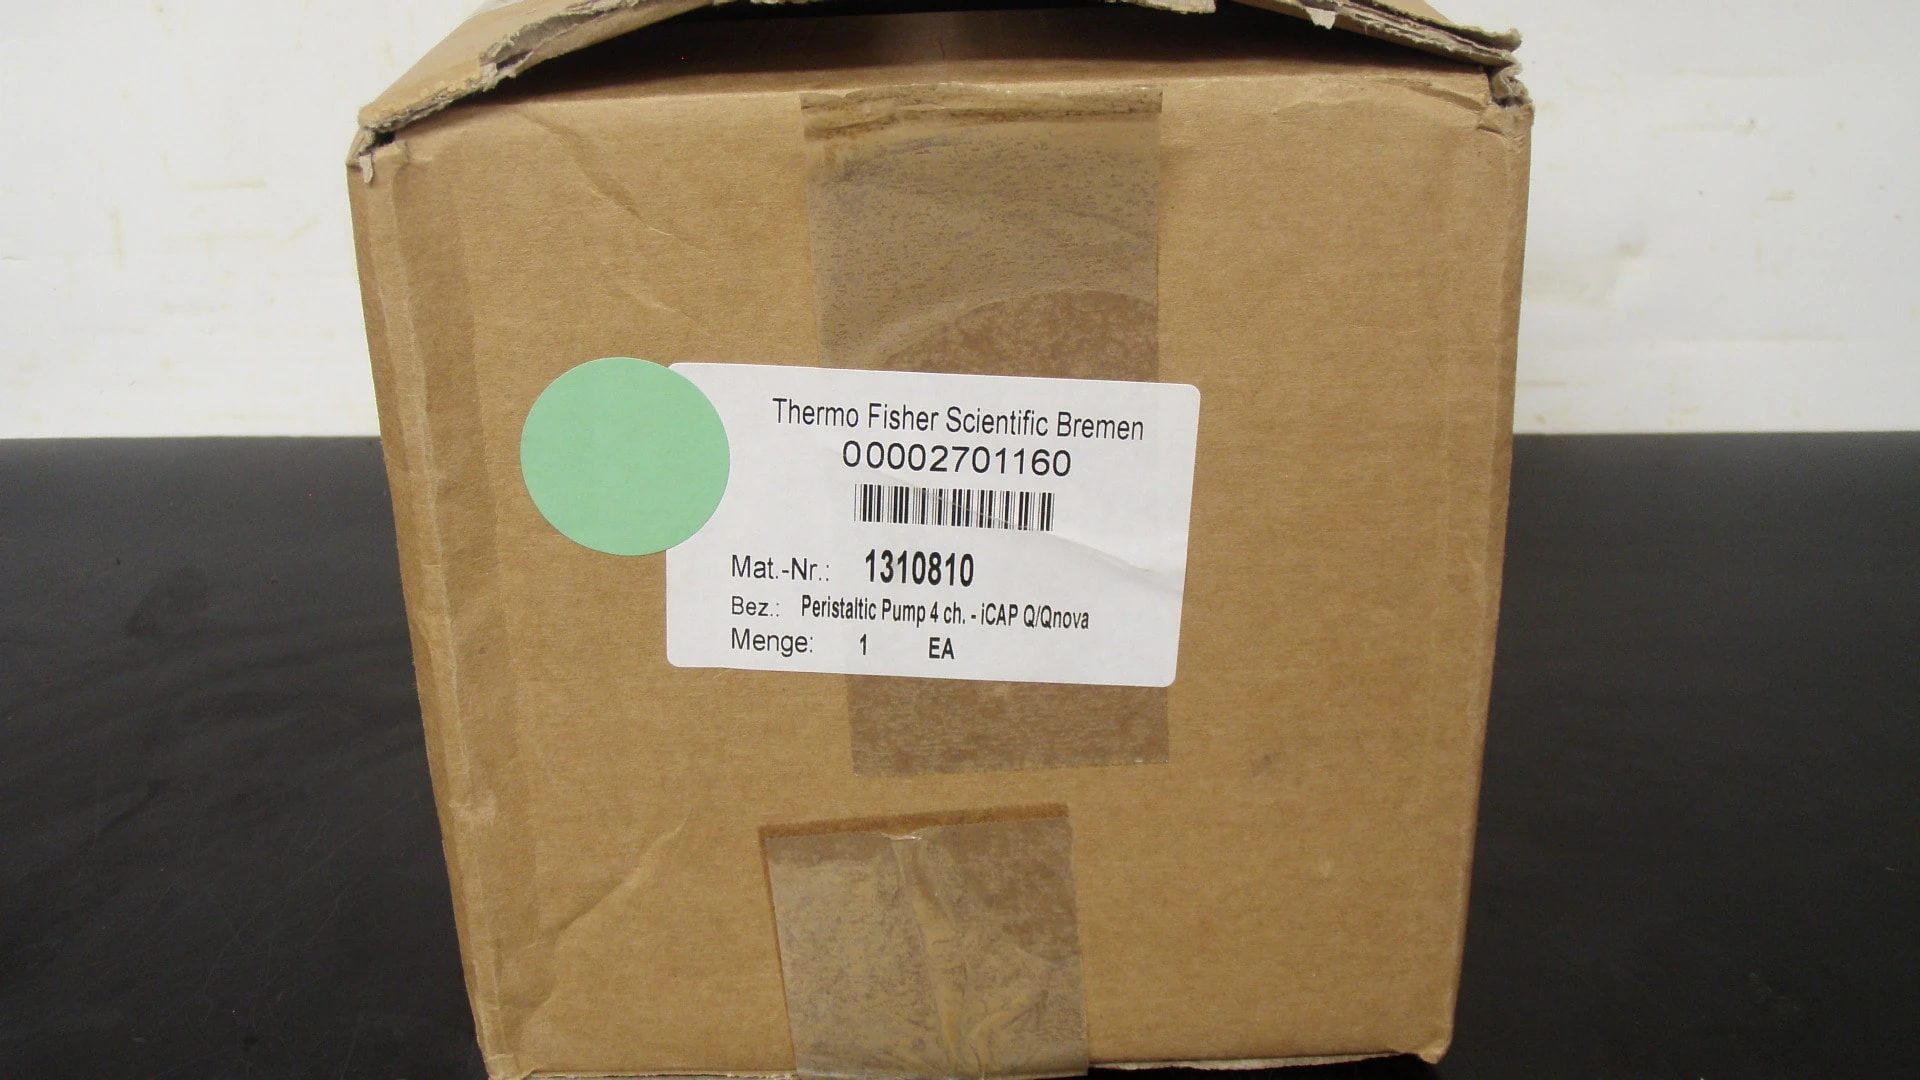 Thermo Fisher Scientific Bremen
00002701160
Mat.-Nr.: 1310810
Bez.: Peristaltic Pump 4 ch. - iCAP Q/Qnova
Menge: 1 EA